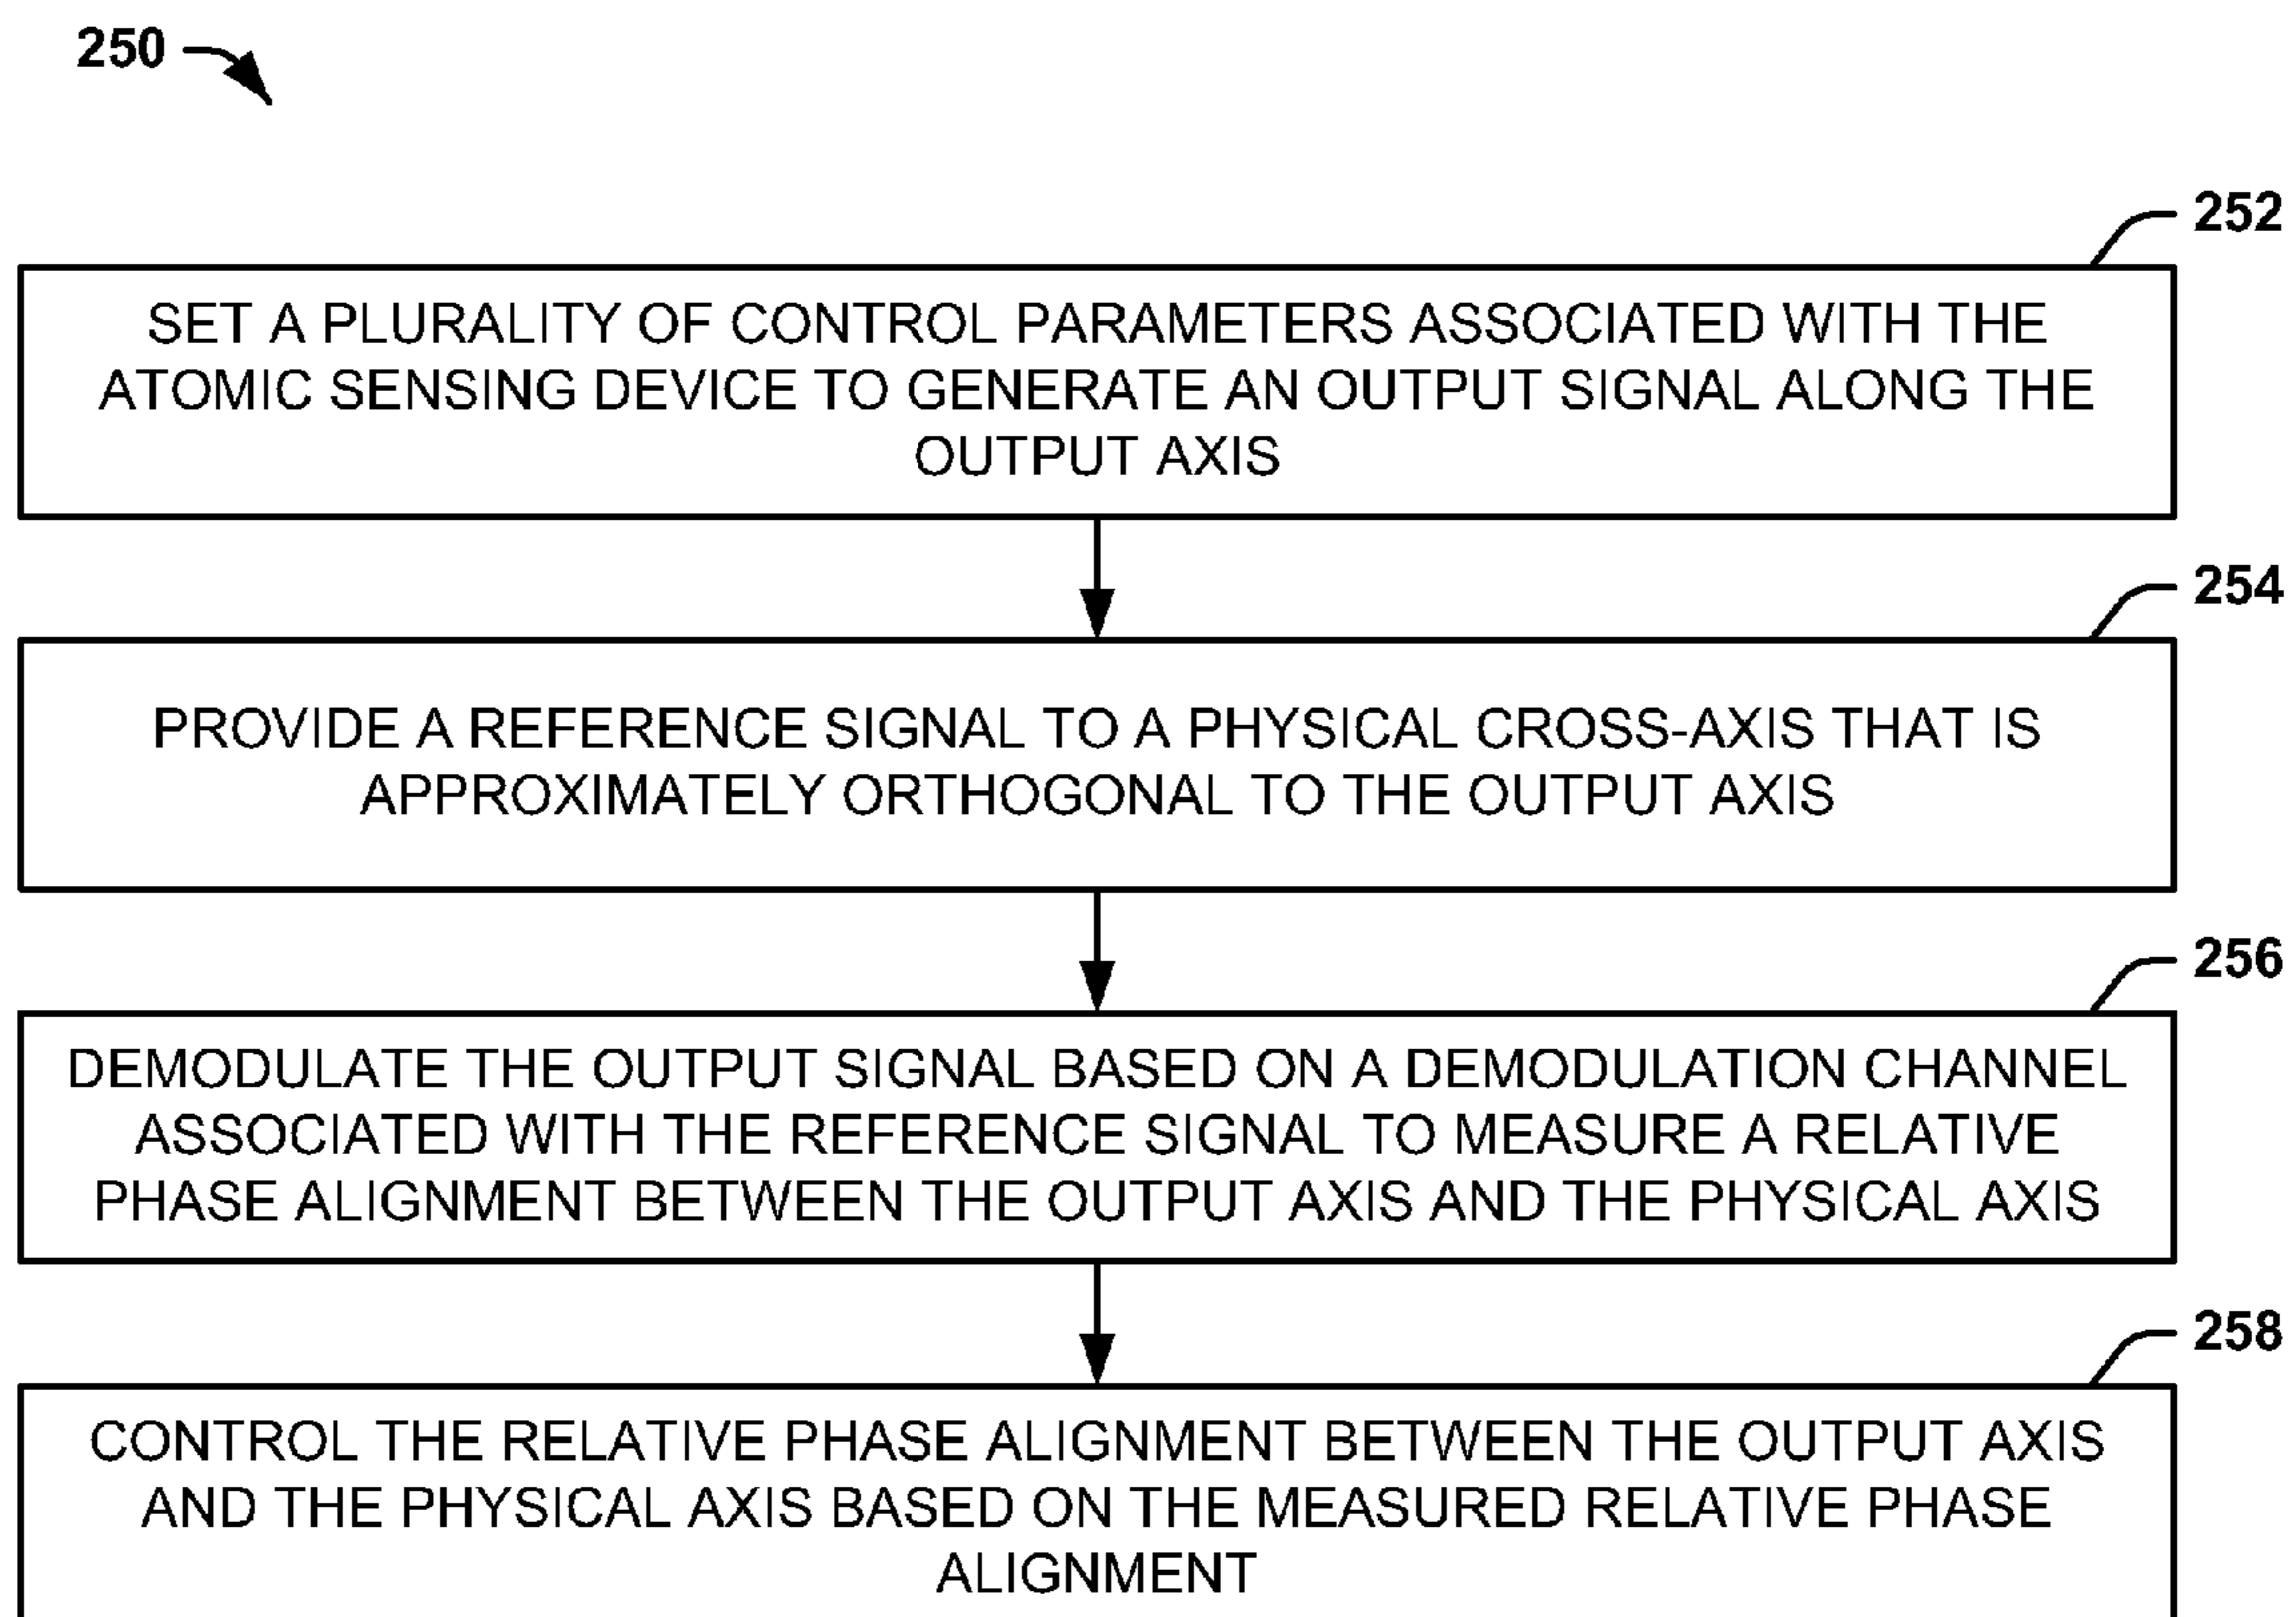 250
252
SET A PLURALITY OF CONTROL PARAMETERS ASSOCIATED WITH THE
ATOMIC SENSING DEVICE TO GENERATE AN OUTPUT SIGNAL ALONG THE
OUTPUT AXIS
254
PROVIDE A REFERENCE SIGNAL TO A PHYSICAL CROSS-AXIS THAT IS
APPROXIMATELY ORTHOGONAL TO THE OUTPUT AXIS
256
DEMODULATE THE OUTPUT SIGNAL BASED ON A DEMODULATION CHANNEL
ASSOCIATED WITH THE REFERENCE SIGNAL TO MEASURE A RELATIVE
PHASE ALIGNMENT BETWEEN THE OUTPUT AXIS AND THE PHYSICAL AXIS
258
CONTROL THE RELATIVE PHASE ALIGNMENT BETWEEN THE OUTPUT AXIS
AND THE PHYSICAL AXIS BASED ON THE MEASURED RELATIVE PHASE
ALIGNMENT